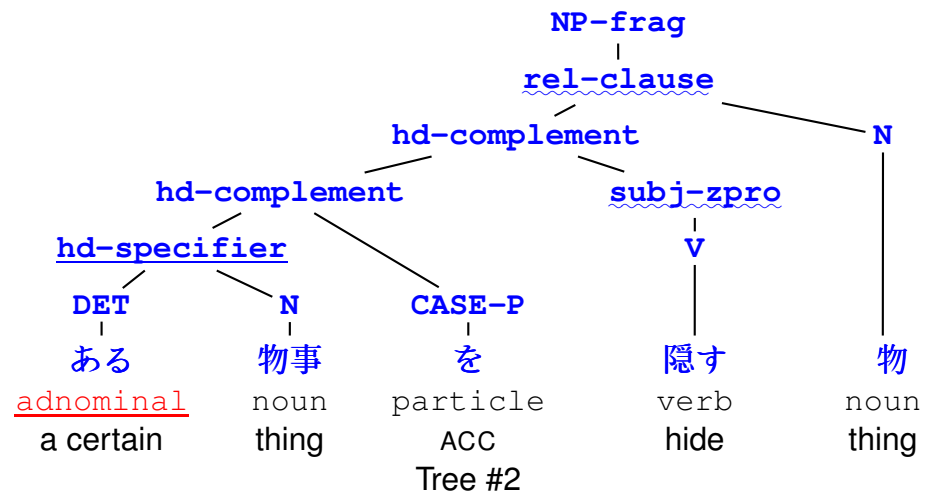 NP-frag
rel-clause
hd-complement N
hd-complement subj-zpro
hd-specifier V
DET N CASE-P
ある 物事 を 隠す 物
adnominal noun particle verb noun
a certain thing ACC hide thing
Tree #2